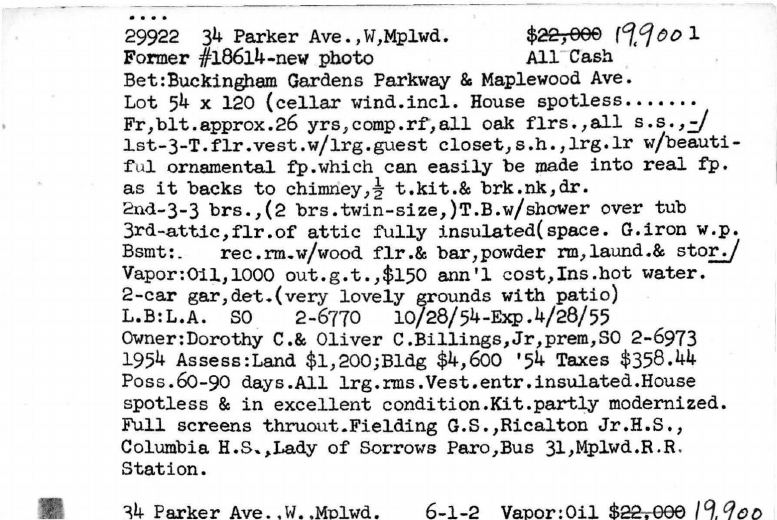 ....
29922 34 Parker Ave.,W,Mplwd. $22,000 19,900 1
Former #18614-new photo All Cash
Bet:Buckingham Gardens Parkway & Maplewood Ave.
Lot 54 x 120 (cellar wind.incl. House spotless.......
Fr,blt.approx.26 yrs,comp.rf,all oak flrs.,all s.s.,-/
1st-3-T.flr.vest.w/lrg.guest closet,s.h.,lrg.lr w/beauti-
ful ornamental fp.which can easily be made into real fp.
as it backs to chimney,½ t.kit.& brk.nk,dr.
2nd-3-3 brs.,(2 brs.twin-size,)T.B.w/shower over tub
3rd-attic,flr.of attic fully insulated(space. G.iron w.p.
Bsmt:. rec.rm.w/wood flr.& bar,powder rm,laund.& stor./
Vapor:Oil,1000 out.g.t.,$150 ann'l cost,Ins.hot water.
2-car gar,det.(very lovely grounds with patio)
L.B:L.A. SO 2-6770 10/28/54-Exp.4/28/55
Owner:Dorothy C.& Oliver C.Billings,Jr,prem,SO 2-6973
1954 Assess:Land $1,200;Bldg $4,600 '54 Taxes $358.44
Poss.60-90 days.All lrg.rms.Vest.entr.insulated.House
spotless & in excellent condition.Kit.partly modernized.
Full screens thruout.Fielding G.S.,Ricalton Jr.H.S.,
Columbia H.S.,Lady of Sorrows Paro,Bus 31,Mplwd.R.R.
Station.
34 Parker Ave.,W.,Mplwd. 6-1-2 Vapor:Oil $22,000 19,900